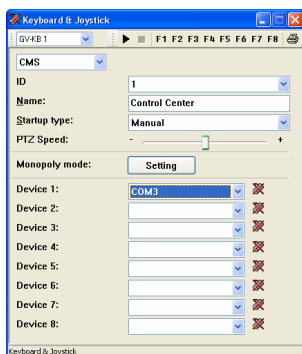 Keyboard & Joystick
GV-KB 1 F1 F2 F3 F4 F5 F6 F7 F8
CMS
ID 1
Name: Control Center
Startup type: Manual
PTZ Speed: - +
Monopoly mode: Setting
Device 1: COM3
Device 2:
Device 3:
Device 4:
Device 5:
Device 6:
Device 7:
Device 8:
Keyboard & Joystick